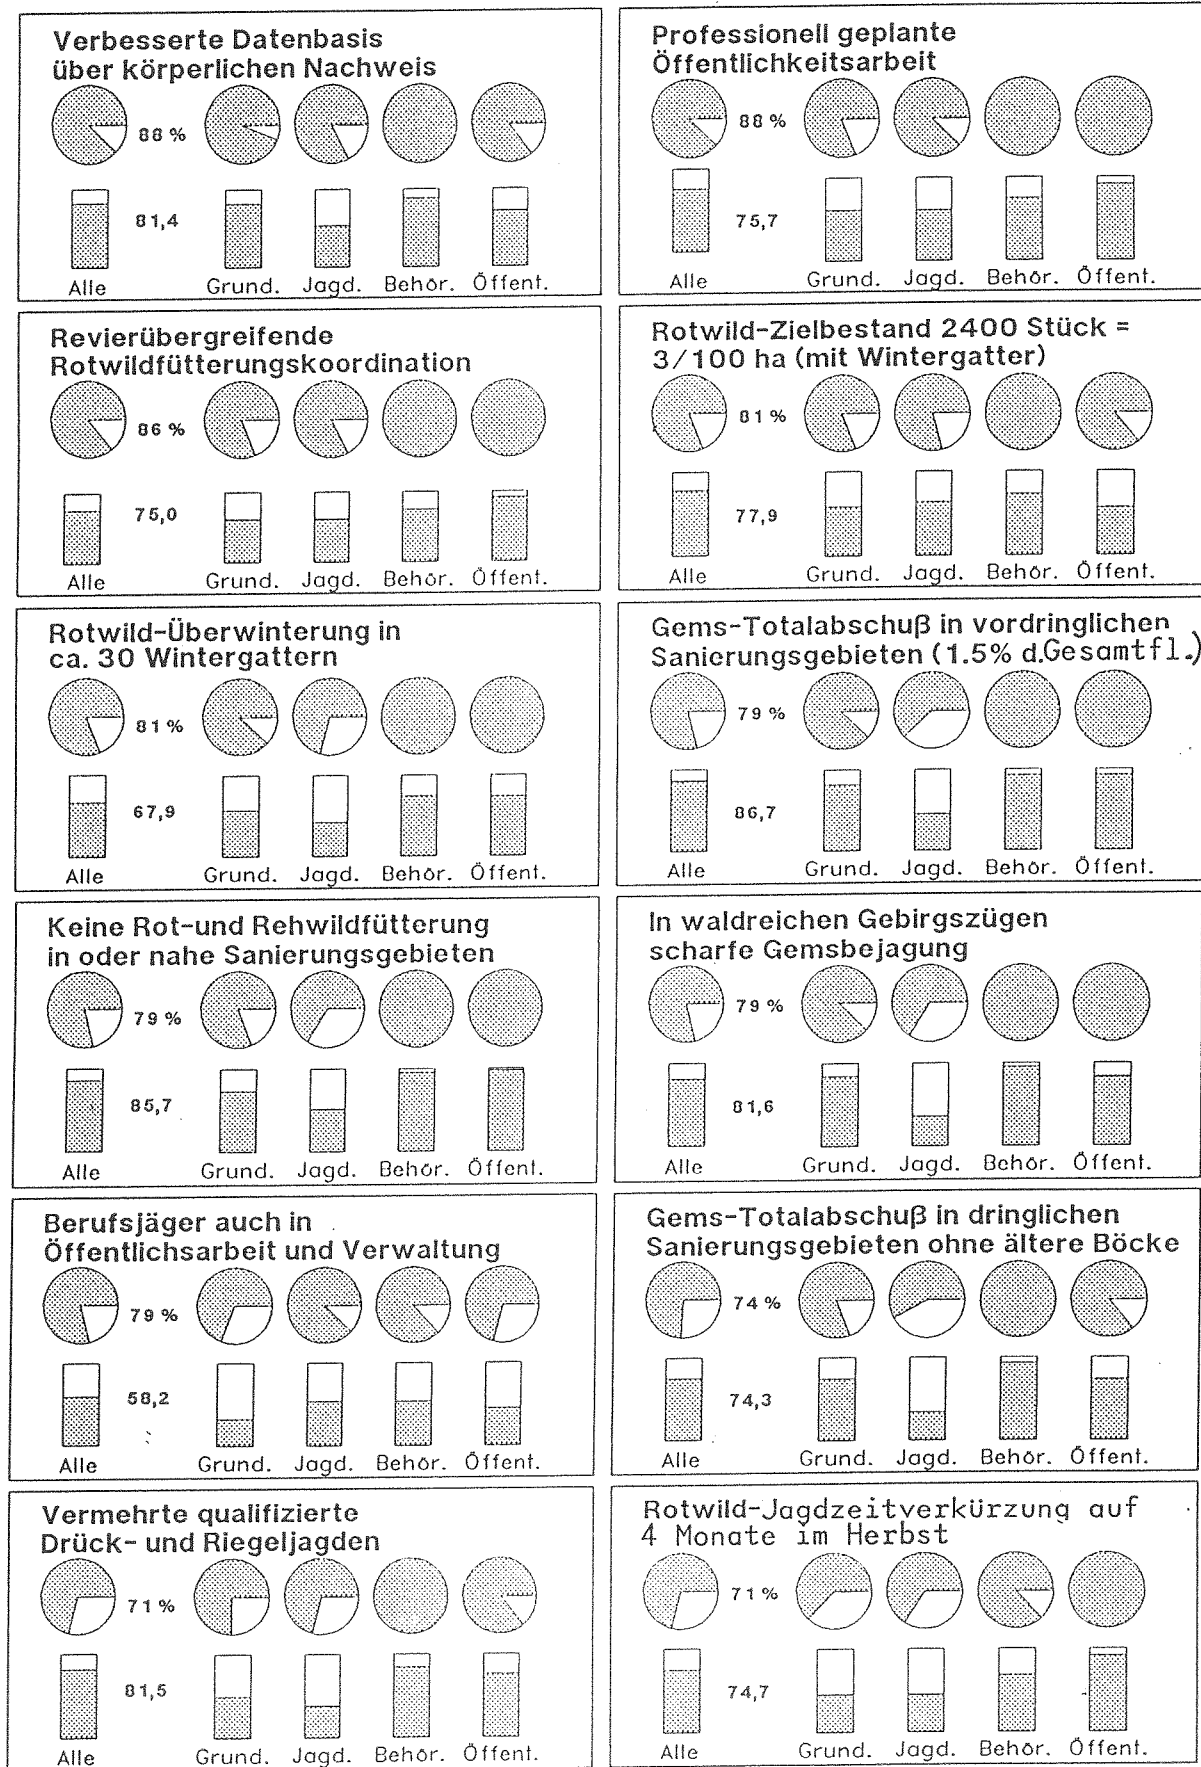 Verbesserte Datenbasis
über körperlichen Nachweis
88 %
81,4
Alle Grund. Jagd. Behör. Öffent.
Professionell geplante
Öffentlichkeitsarbeit
88 %
75,7
Alle Grund. Jagd. Behör. Öffent.
Revierübergreifende
Rotwildfütterungskoordination
86 %
75,0
Alle Grund. Jagd. Behör. Öffent.
Rotwild-Zielbestand 2400 Stück =
3/100 ha (mit Wintergatter)
81 %
77,9
Alle Grund. Jagd. Behör. Öffent.
Rotwild-Überwinterung in
ca. 30 Wintergattern
81 %
67,9
Alle Grund. Jagd. Behör. Öffent.
Gems-Totalabschuß in vordringlichen
Sanierungsgebieten (1.5% d.Gesamtfl.)
79 %
86,7
Alle Grund. Jagd. Behör. Öffent.
Keine Rot-und Rehwildfütterung
in oder nahe Sanierungsgebieten
79 %
85,7
Alle Grund. Jagd. Behör. Öffent.
In waldreichen Gebirgszügen
scharfe Gemsbejagung
79 %
81,6
Alle Grund. Jagd. Behör. Öffent.
Berufsjäger auch in
Öffentlichsarbeit und Verwaltung
79 %
58,2
Alle Grund. Jagd. Behör. Öffent.
Gems-Totalabschuß in dringlichen
Sanierungsgebieten ohne ältere Böcke
74 %
74,3
Alle Grund. Jagd. Behör. Öffent.
Vermehrte qualifizierte
Drück- und Riegeljagden
71 %
81,5
Alle Grund. Jagd. Behör. Öffent.
Rotwild-Jagdzeitverkürzung auf
4 Monate im Herbst
71 %
74,7
Alle Grund. Jagd. Behör. Öffent.